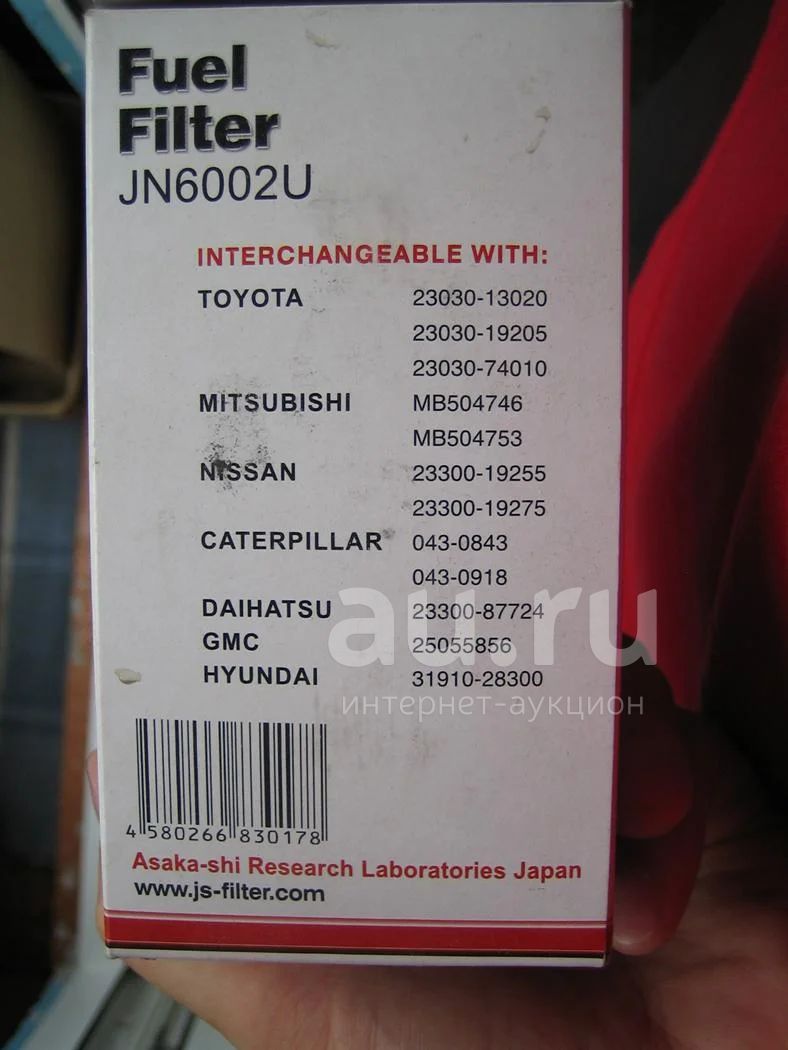 Fuel
Filter
JN6002U
INTERCHANGEABLE WITH:
TOYOTA 23030-13020
23030-19205
23030-74010
MITSUBISHI MB504746
MB504753
NISSAN 23300-19255
23300-19275
CATERPILLAR 043-0843
043-0918
DAIHATSU 23300-87724
GMC 25055856
HYUNDAI 31910-28300
au.ru
интернет-аукцион
4 580266 830178
Asaka-shi Research Laboratories Japan
www.js-filter.com